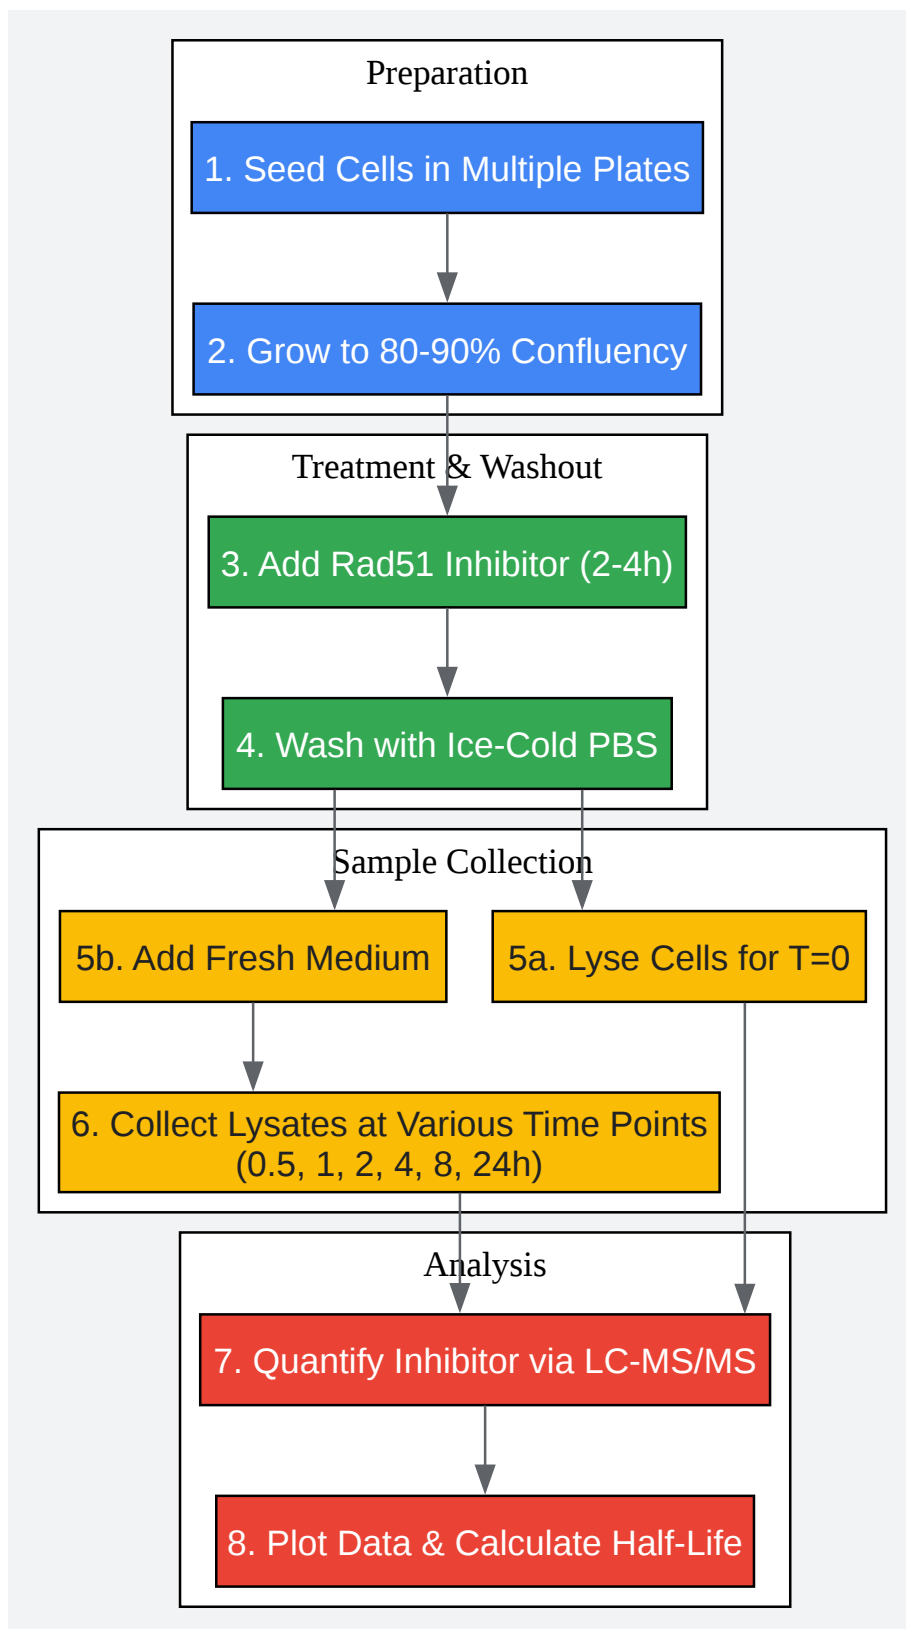 Preparation
1. Seed Cells in Multiple Plates
2. Grow to 80-90% Confluency
Treatment & Washout
3. Add Rad51 Inhibitor (2-4h)
4. Wash with Ice-Cold PBS
Sample Collection
5b. Add Fresh Medium
5a. Lyse Cells for T=0
6. Collect Lysates at Various Time Points
(0.5, 1, 2, 4, 8, 24h)
Analysis
7. Quantify Inhibitor via LC-MS/MS
8. Plot Data & Calculate Half-Life